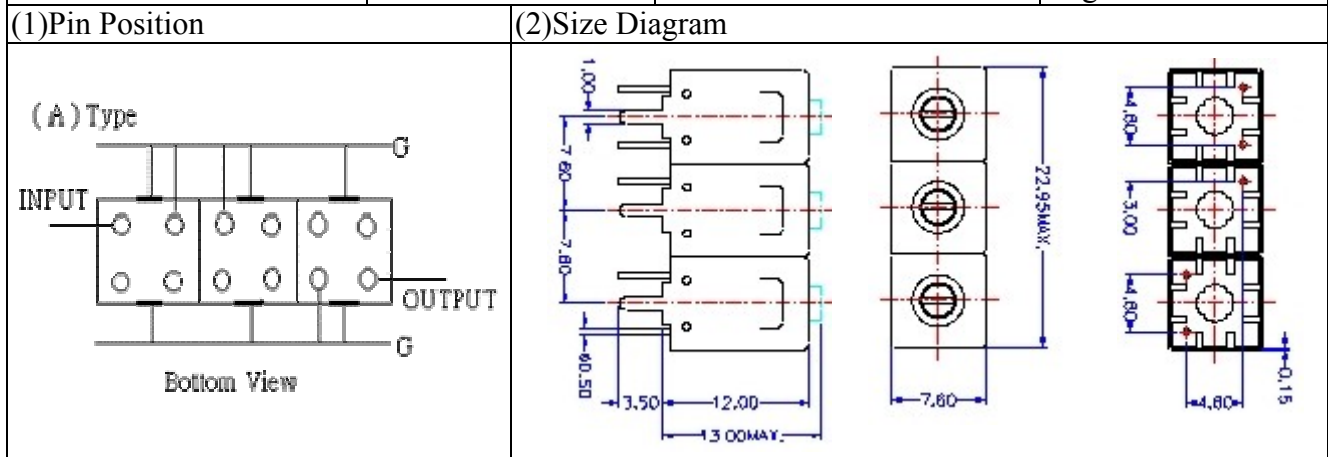 (1)Pin Position
(2)Size Diagram
(A)Type
G
INPUT
OUTPUT
G
Bottom View
1.00
7.60
7.60
φ0.50
3.50
12.00
13.00MAX.
22.95MAX.
7.60
4.80
3.00
4.80
4.80
0.15